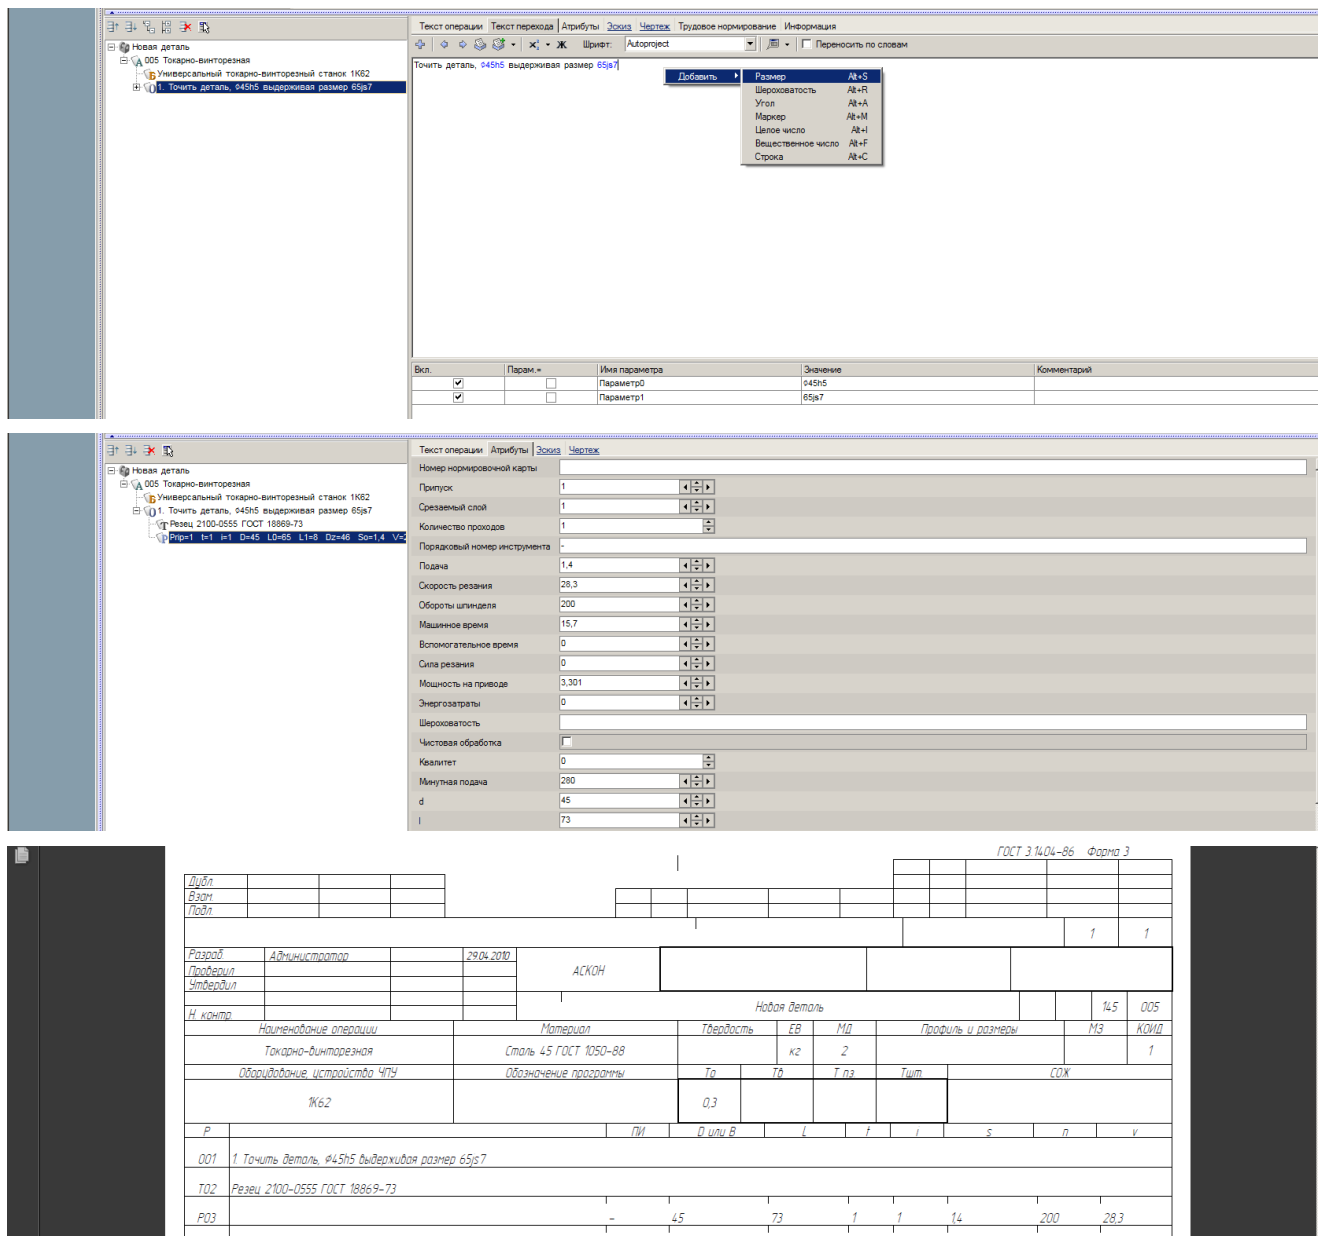 Текст операции Текст перехода Атрибуты Эскиз Чертеж Трудовое нормирование Информация
Ж Шрифт: Autoproject Переносить по словам
Новая деталь
005 Токарно-винторезная
Универсальный токарно-винторезный станок 1К62
1. Точить деталь, ⌀45h5 выдерживая размер 65js7
Точить деталь, ⌀45h5 выдерживая размер 65js7
Добавить
Размер Alt+S
Шероховатость Alt+R
Угол Alt+A
Маркер Alt+M
Целое число Alt+I
Вещественное число Alt+F
Строка Alt+C
Вкл. Парам.= Имя параметра Значение Комментарий
Параметр0 ⌀45h5
Параметр1 65js7
Текст операции Атрибуты Эскиз Чертеж
Новая деталь
005 Токарно-винторезная
Универсальный токарно-винторезный станок 1К62
1. Точить деталь, ⌀45h5 выдерживая размер 65js7
Резец 2100-0555 ГОСТ 18869-73
Prip=1 t=1 i=1 D=45 L0=65 L1=8 Dz=46 So=1,4
Номер нормировочной карты
Припуск 1
Срезаемый слой 1
Количество проходов 1
Порядковый номер инструмента -
Подача 1,4
Скорость резания 28,3
Обороты шпинделя 200
Машинное время 15,7
Вспомогательное время 0
Сила резания 0
Мощность на приводе 3,301
Энергозатраты 0
Шероховатость
Чистовая обработка
Квалитет 0
Минутная подача 280
d 45
l 73
ГОСТ 3.1404-86 Форма 3
Дубл.
Взам.
Подл.
1 1
Разраб. Администратор 29.04.2010
Проверил
Утвердил
АСКОН
Н. контр.
Новая деталь 145 005
Наименование операции Материал Твердость ЕВ МД Профиль и размеры МЗ КОИД
Токарно-винторезная Сталь 45 ГОСТ 1050-88 кг 2 1
Оборудование, устройство ЧПУ Обозначение программы То Тв Т пз. Тшт. СОЖ
1К62 0,3
Р ПИ D или B L t i s n v
001 1. Точить деталь, ⌀45h5 выдерживая размер 65js7
Т02 Резец 2100-0555 ГОСТ 18869-73
Р03 - 45 73 1 1 1,4 200 28,3